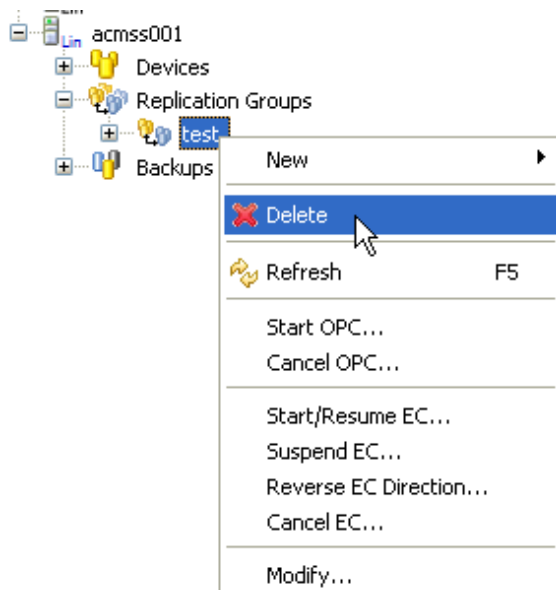 Lin acmss001
Devices
Replication Groups
test
Backups
New
Delete
Refresh F5
Start OPC...
Cancel OPC...
Start/Resume EC...
Suspend EC...
Reverse EC Direction...
Cancel EC...
Modify...